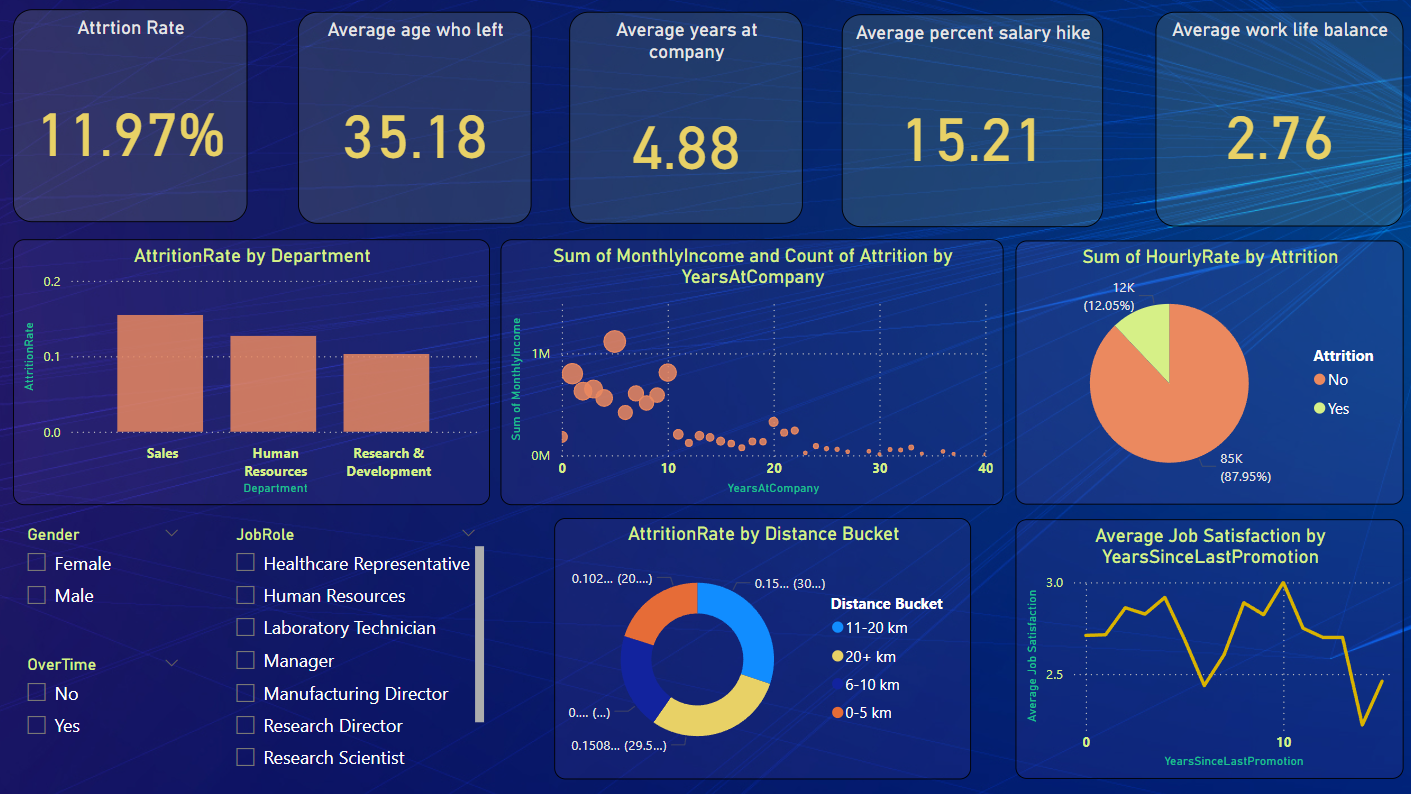 Attrtion Rate
11.97%
Average age who left
35.18
Average years at
company
4.88
Average percent salary hike
15.21
Average work life balance
2.76
AttritionRate by Department
AttritionRate
0.2
0.1
0.0
Sales
Human
Resources
Research &
Development
Department
Sum of MonthlyIncome and Count of Attrition by
YearsAtCompany
Sum of MonthlyIncome
1M
0M
0 10 20 30 40
YearsAtCompany
Sum of HourlyRate by Attrition
12K
(12.05%)
85K
(87.95%)
Attrition
No
Yes
Gender
Female
Male
OverTime
No
Yes
JobRole
Healthcare Representative
Human Resources
Laboratory Technician
Manager
Manufacturing Director
Research Director
Research Scientist
AttritionRate by Distance Bucket
0.102... (20....)
0.15... (30...)
0.... (...)
0.1508... (29.5...)
Distance Bucket
11-20 km
20+ km
6-10 km
0-5 km
Average Job Satisfaction by
YearsSinceLastPromotion
Average Job Satisfaction
3.0
2.5
0 10
YearsSinceLastPromotion